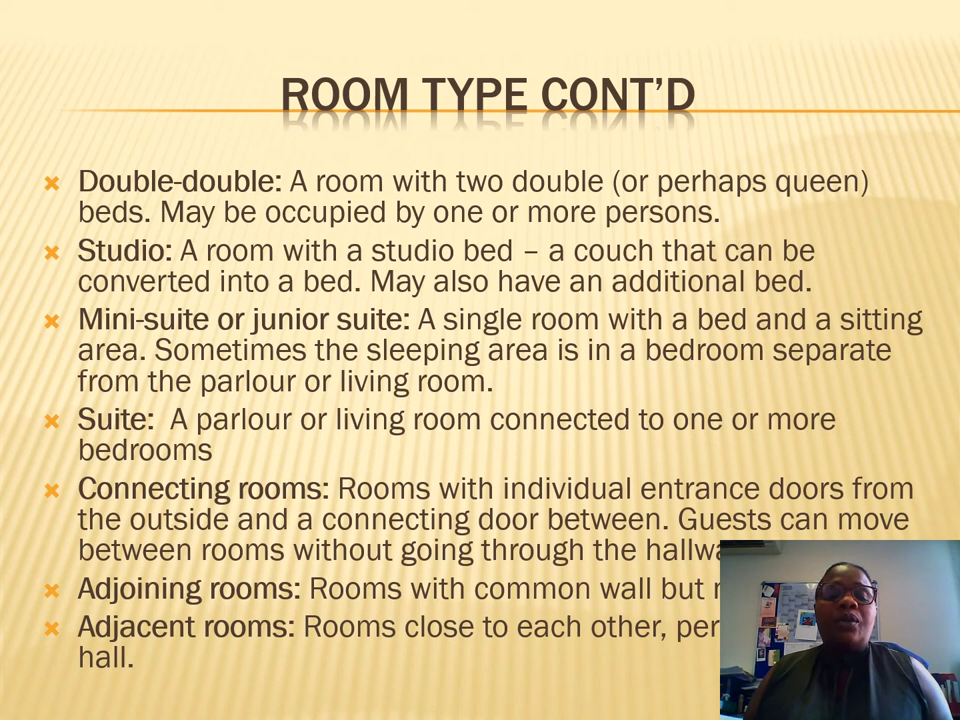 ROOM TYPE CONT’D
Double-double: A room with two double (or perhaps queen)
beds. May be occupied by one or more persons.
Studio: A room with a studio bed – a couch that can be
converted into a bed. May also have an additional bed.
Mini-suite or junior suite: A single room with a bed and a sitting
area. Sometimes the sleeping area is in a bedroom separate
from the parlour or living room.
Suite: A parlour or living room connected to one or more
bedrooms
Connecting rooms: Rooms with individual entrance doors from
the outside and a connecting door between. Guests can move
between rooms without going through the
Adjoining rooms: Rooms with common wall but
Adjacent rooms: Rooms close to each other,
hall.